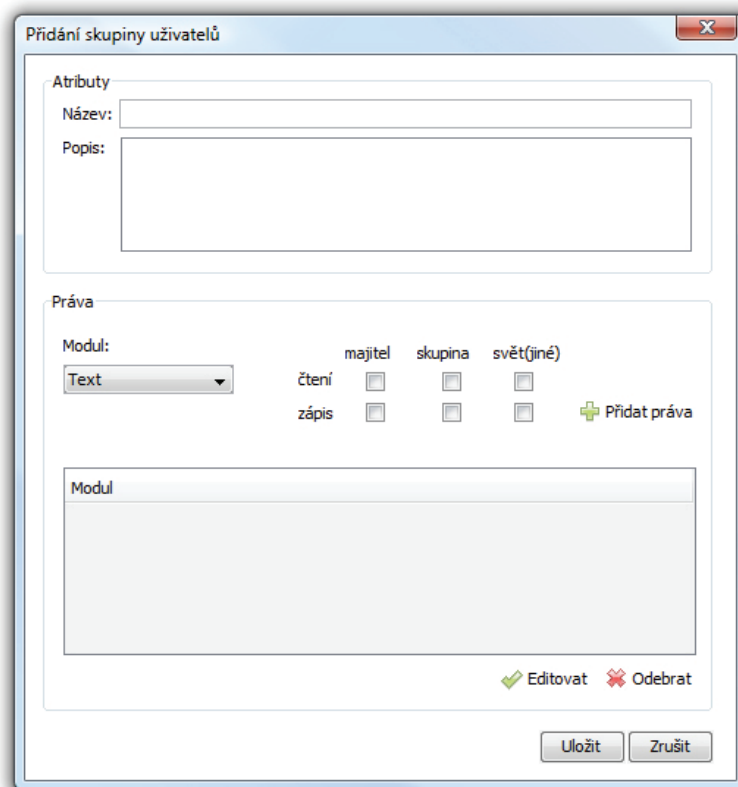 Přidání skupiny uživatelů
Atributy
Název:
Popis:
Práva
Modul:
majitel skupina svět(jiné)
Text
čtení
zápis
Přidat práva
Modul
Editovat Odebrat
Uložit Zrušit